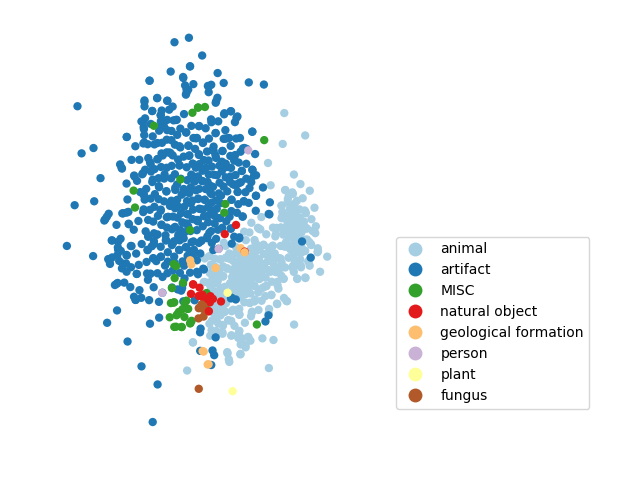 animal
artifact
MISC
natural object
geological formation
person
plant
fungus